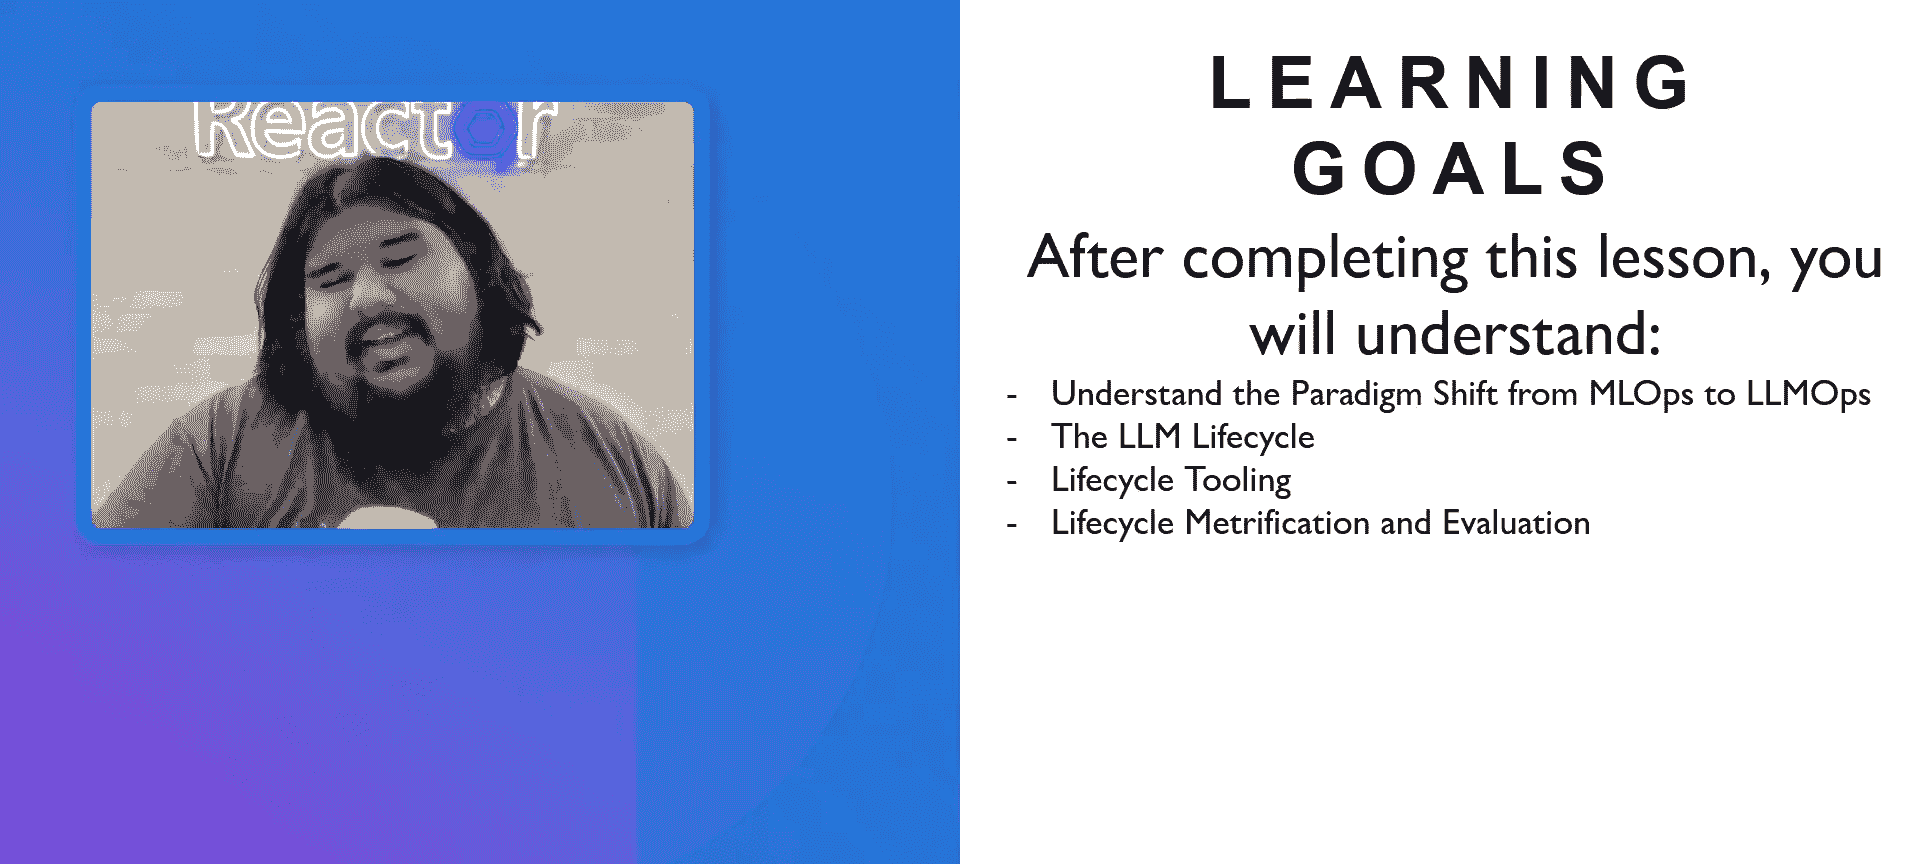 Reactor
LEARNING
GOALS
After completing this lesson, you
will understand:
- Understand the Paradigm Shift from MLOps to LLMOps
- The LLM Lifecycle
- Lifecycle Tooling
- Lifecycle Metrification and Evaluation